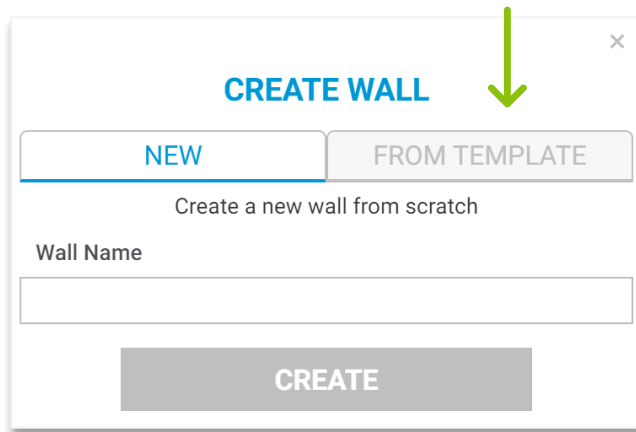 ×
CREATE WALL
NEW
FROM TEMPLATE
Create a new wall from scratch
Wall Name
CREATE